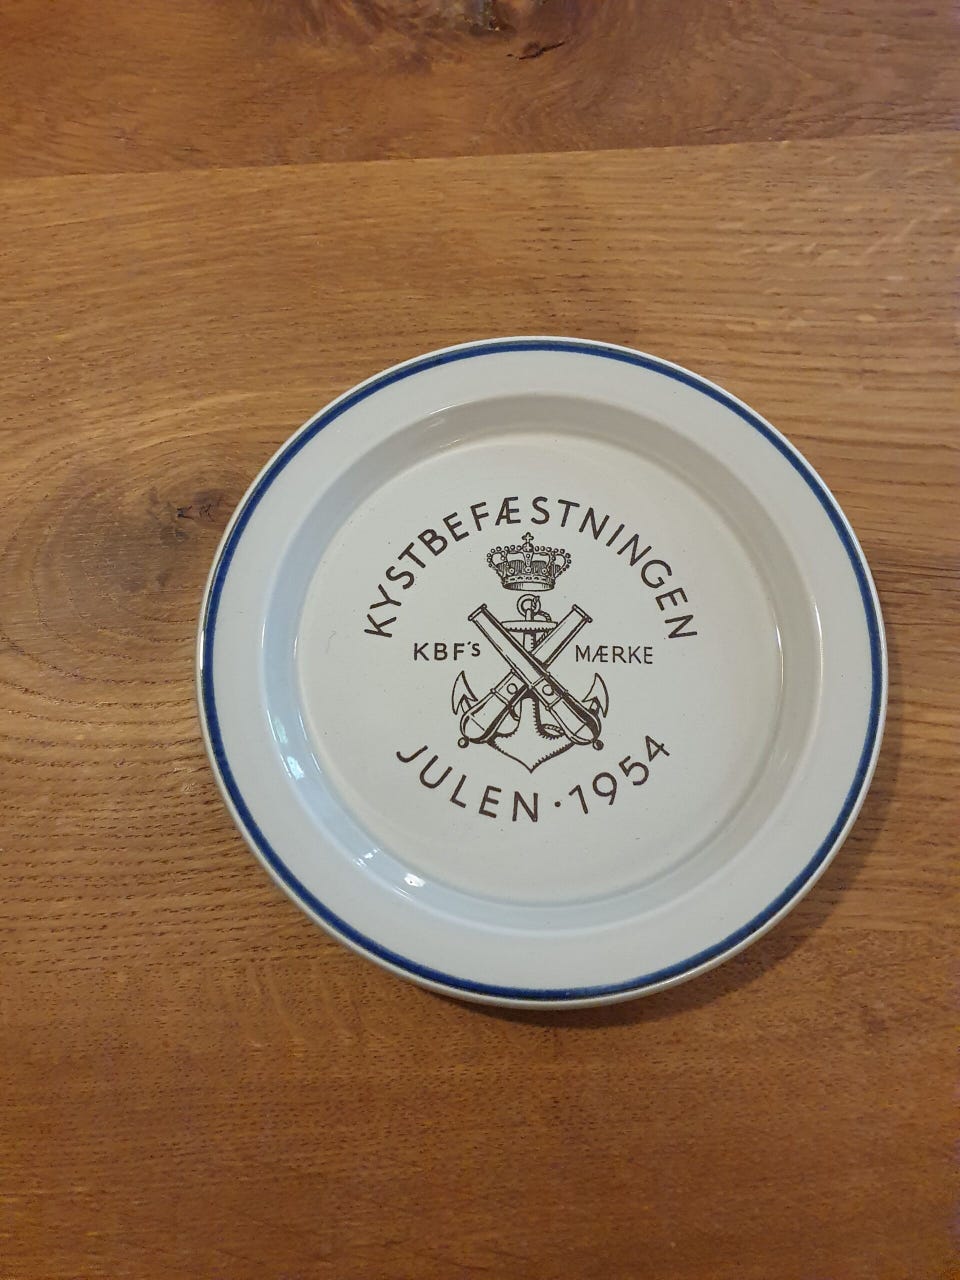 KYSTBEFÆSTNINGEN
KBF's MÆRKE
JULEN · 1954